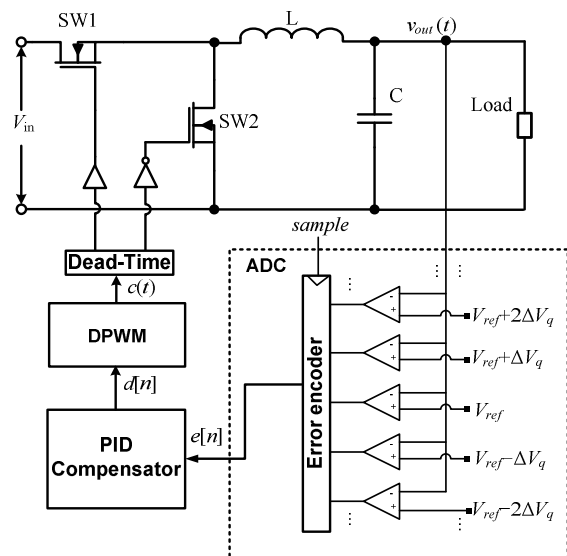 SW1
L
v_out(t)
V_in
SW2
C
Load
sample
Dead-Time
ADC
c(t)
DPWM
d[n]
PID
Compensator
e[n]
Error encoder
- +
V_ref+2ΔV_q
- +
V_ref+ΔV_q
- +
V_ref
- +
V_ref−ΔV_q
- +
V_ref−2ΔV_q